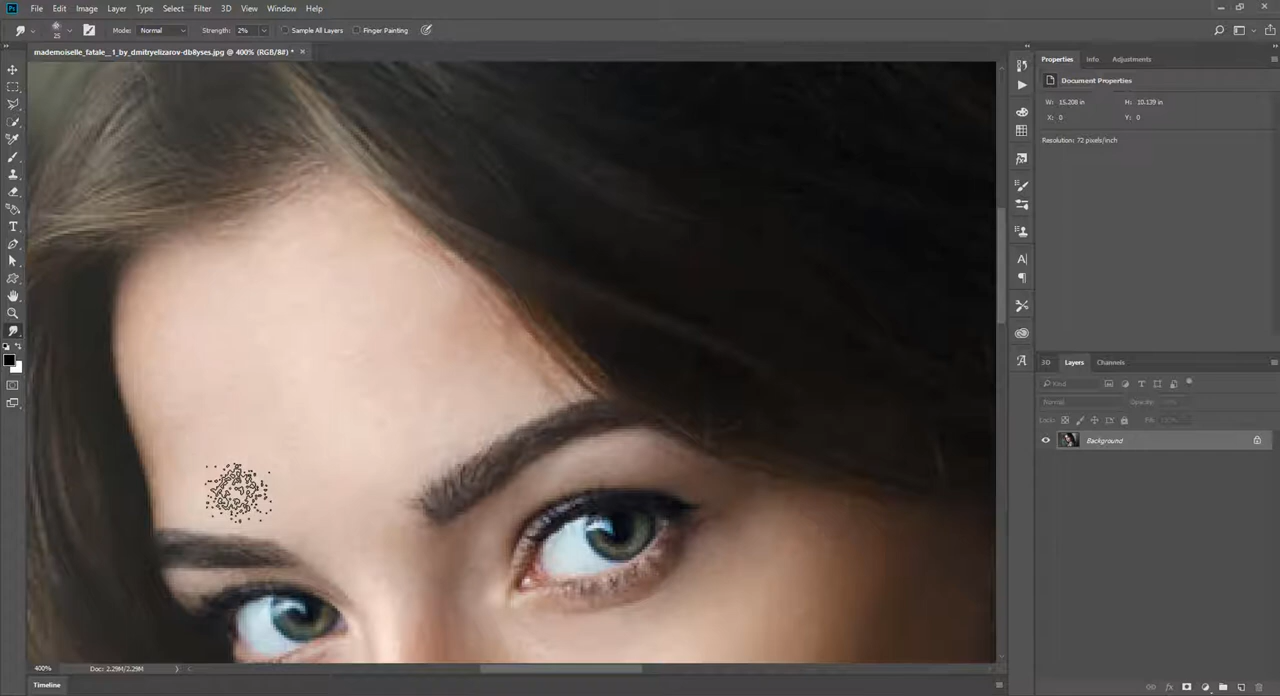 Ps File Edit Image Layer Type Select Filter 3D View Window Help
25 Mode: Normal Strength: 2% Sample All Layers Finger Painting
mademoiselle_fatale__1_by_dmitryelizarov-db8yses.jpg @ 400% (RGB/8#) *
Properties Info Adjustments
Document Properties
W: 15.208 in H: 10.139 in
X: 0 Y: 0
Resolution: 72 pixels/inch
3D Layers Channels
Kind
Normal Opacity:
Lock: Fill:
Background
400% Doc: 2.29M/2.29M
Timeline